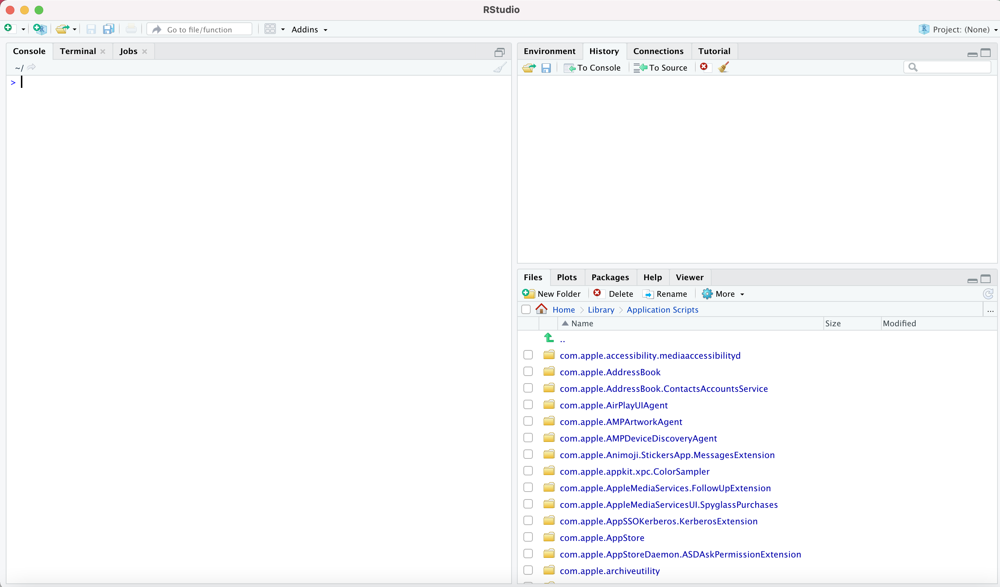 RStudio
Go to file/function
Addins
R Project: (None)
Console Terminal Jobs
~/
>
Environment History Connections Tutorial
To Console To Source
Files Plots Packages Help Viewer
New Folder Delete Rename More
Home Library Application Scripts ...
Name Size Modified
..
com.apple.accessibility.mediaaccessibilityd
com.apple.AddressBook
com.apple.AddressBook.ContactsAccountsService
com.apple.AirPlayUIAgent
com.apple.AMPArtworkAgent
com.apple.AMPDeviceDiscoveryAgent
com.apple.Animoji.StickersApp.MessagesExtension
com.apple.appkit.xpc.ColorSampler
com.apple.AppleMediaServices.FollowUpExtension
com.apple.AppleMediaServicesUI.SpyglassPurchases
com.apple.AppSSOKerberos.KerberosExtension
com.apple.AppStore
com.apple.AppStoreDaemon.ASDAskPermissionExtension
com.apple.archiveutility